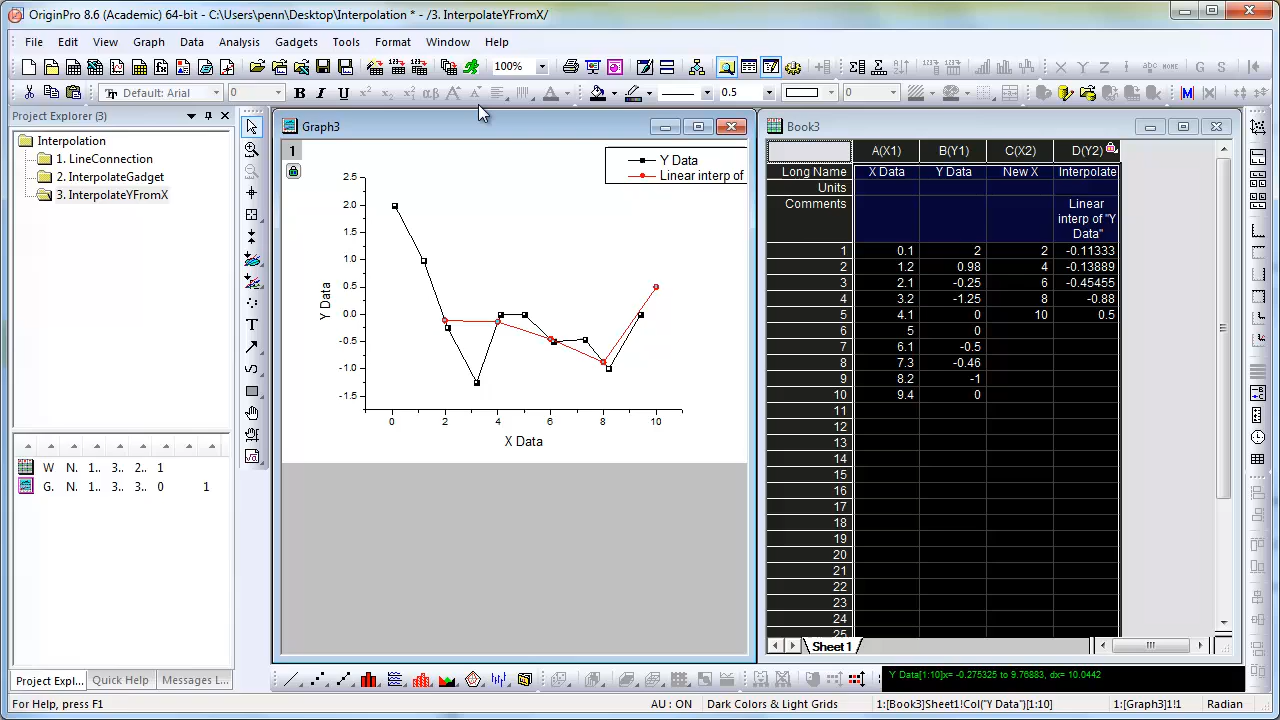 OriginPro 8.6 (Academic) 64-bit - C:\Users\penn\Desktop\Interpolation * - /3. InterpolateYFromX/
File Edit View Graph Data Analysis Gadgets Tools Format Window Help
100%
Default: Arial 0 B I U 0.5 0
Project Explorer (3)
Interpolation
1. LineConnection
2. InterpolateGadget
3. InterpolateYFromX
W N. 1.. 3.. 2.. 1
G. N. 1.. 3.. 3.. 0 1
Project Expl... Quick Help Messages L...
Graph3
1
Y Data
Linear interp of
2.5
2.0
1.5
1.0
0.5
0.0
-0.5
-1.0
-1.5
Y Data
0 2 4 6 8 10
X Data
Book3
A(X1) B(Y1) C(X2) D(Y2)
Long Name X Data Y Data New X Interpolate
Units
Comments Linear
interp of "Y
Data"
1 0.1 2 2 -0.11333
2 1.2 0.98 4 -0.13889
3 2.1 -0.25 6 -0.45455
4 3.2 -1.25 8 -0.88
5 4.1 0 10 0.5
6 5 0
7 6.1 -0.5
8 7.3 -0.46
9 8.2 -1
10 9.4 0
11
12
13
14
15
16
17
18
19
20
21
22
23
24
25
Sheet1
Y Data[1:10]x= -0.275325 to 9.76883, dx= 10.0442
For Help, press F1 AU : ON Dark Colors & Light Grids 1:[Book3]Sheet1!Col("Y Data")[1:10] 1:[Graph3]1!1 Radian